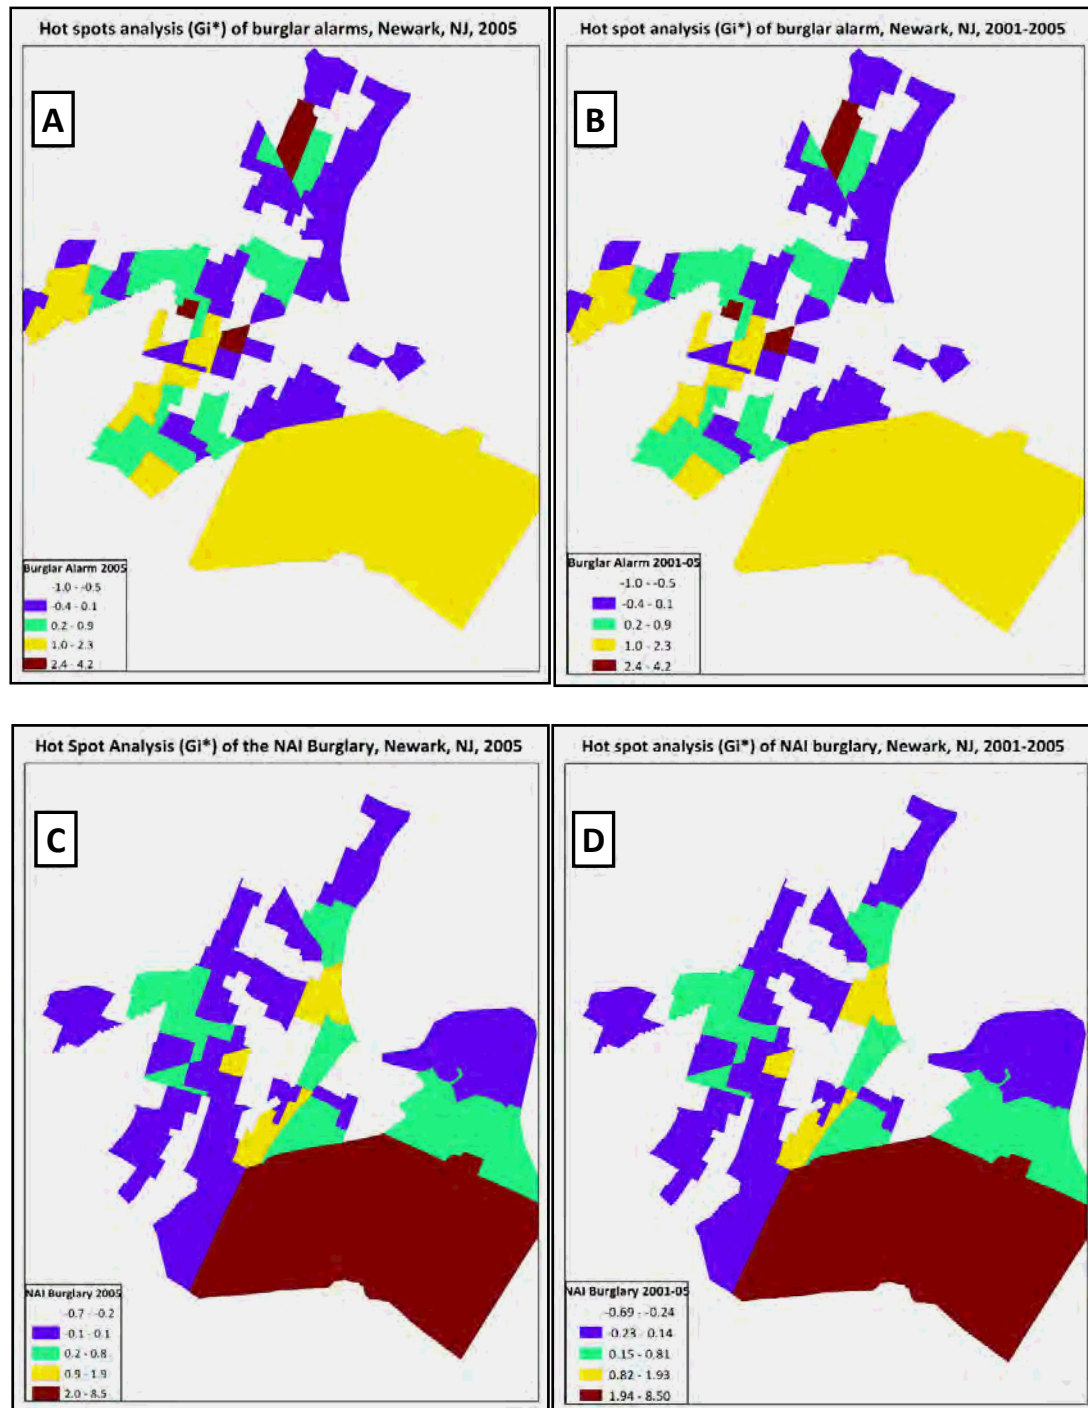 Hot spots analysis (Gi*) of burglar alarms, Newark, NJ, 2005
A
Burglar Alarm 2005
-1.0 - -0.5
-0.4 - 0.1
0.2 - 0.9
1.0 - 2.3
2.4 - 4.2
Hot spot analysis (Gi*) of burglar alarm, Newark, NJ, 2001-2005
B
Burglar Alarm 2001-05
-1.0 - -0.5
-0.4 - 0.1
0.2 - 0.9
1.0 - 2.3
2.4 - 4.2
Hot Spot Analysis (Gi*) of the NAI Burglary, Newark, NJ, 2005
C
NAI Burglary 2005
-0.7 - -0.2
-0.1 - 0.1
0.2 - 0.8
0.9 - 1.9
2.0 - 8.5
Hot spot analysis (Gi*) of NAI burglary, Newark, NJ, 2001-2005
D
NAI Burglary 2001-05
-0.69 - -0.24
-0.23 - 0.14
0.15 - 0.81
0.82 - 1.93
1.94 - 8.50